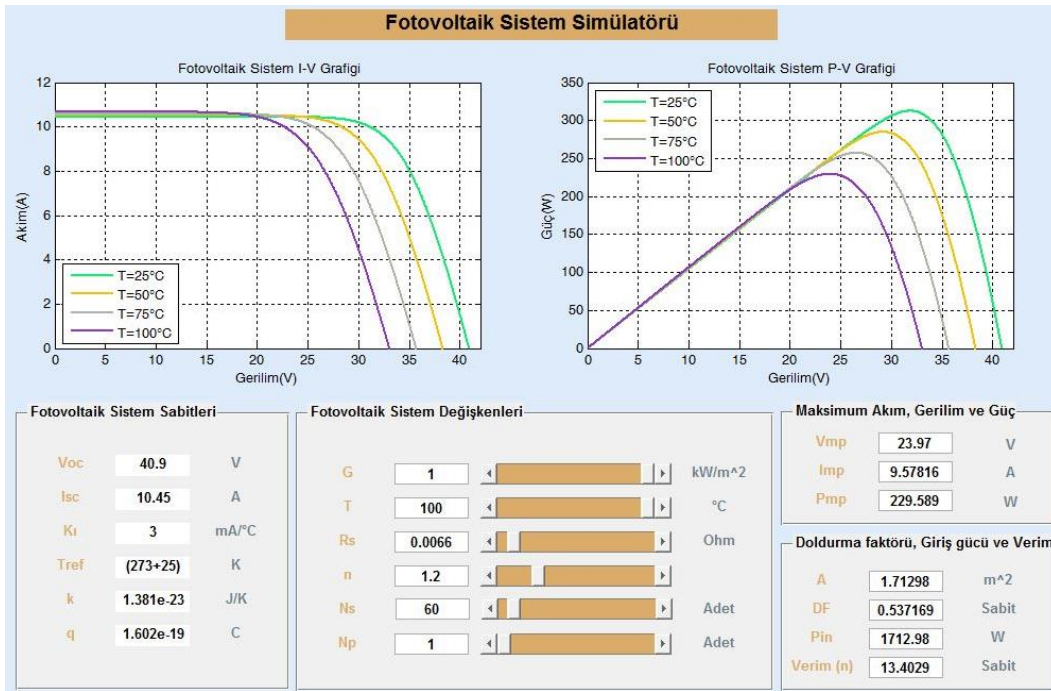 Fotovoltaik Sistem Simülatörü
Fotovoltaik Sistem I-V Grafigi
12
10
8
6
4
2
0
Akim(A)
T=25°C
T=50°C
T=75°C
T=100°C
0 5 10 15 20 25 30 35 40
Gerilim(V)
Fotovoltaik Sistem P-V Grafigi
350
300
250
200
150
100
50
0
Güç(W)
T=25°C
T=50°C
T=75°C
T=100°C
0 5 10 15 20 25 30 35 40
Gerilim(V)
Fotovoltaik Sistem Sabitleri
Voc 40.9 V
Isc 10.45 A
Kı 3 mA/°C
Tref (273+25) K
k 1.381e-23 J/K
q 1.602e-19 C
Fotovoltaik Sistem Değişkenleri
G 1 kW/m^2
T 100 °C
Rs 0.0066 Ohm
n 1.2
Ns 60 Adet
Np 1 Adet
Maksimum Akım, Gerilim ve Güç
Vmp 23.97 V
Imp 9.57816 A
Pmp 229.589 W
Doldurma faktörü, Giriş gücü ve Verim
A 1.71298 m^2
DF 0.537169 Sabit
Pin 1712.98 W
Verim (n) 13.4029 Sabit